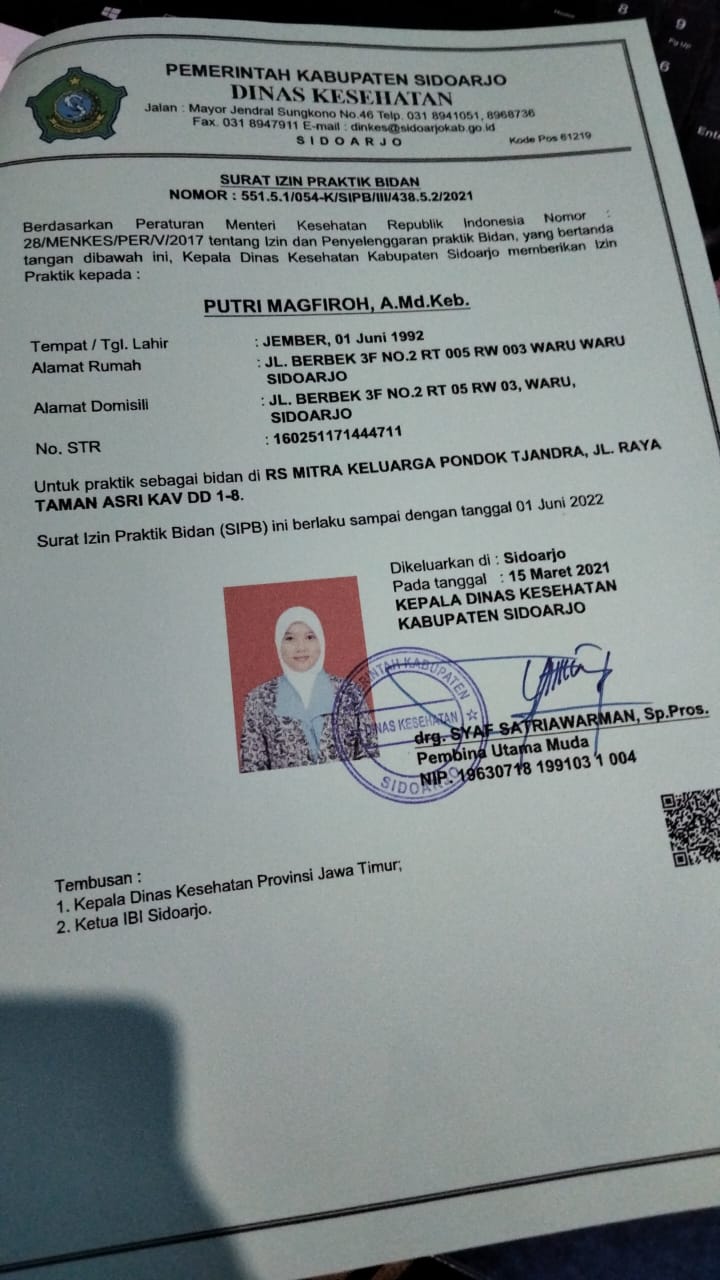 PEMERINTAH KABUPATEN SIDOARJO
DINAS KESEHATAN
Jalan : Mayor Jendral Sungkono No.46 Telp. 031 8941051, 8968736
Fax. 031 8947911 E-mail : dinkes@sidoarjokab.go.id
SIDOARJO
Kode Pos 61219
SURAT IZIN PRAKTIK BIDAN
NOMOR : 551.5.1/054-K/SIPB/III/438.5.2/2021
Berdasarkan Peraturan Menteri Kesehatan Republik Indonesia Nomor :
28/MENKES/PER/V/2017 tentang Izin dan Penyelenggaran praktik Bidan, yang bertanda
tangan dibawah ini, Kepala Dinas Kesehatan Kabupaten Sidoarjo memberikan Izin
Praktik kepada :
PUTRI MAGFIROH, A.Md.Keb.
Tempat / Tgl. Lahir : JEMBER, 01 Juni 1992
Alamat Rumah : JL. BERBEK 3F NO.2 RT 005 RW 003 WARU WARU
SIDOARJO
Alamat Domisili : JL. BERBEK 3F NO.2 RT 05 RW 03, WARU,
SIDOARJO
No. STR : 160251171444711
Untuk praktik sebagai bidan di RS MITRA KELUARGA PONDOK TJANDRA, JL. RAYA
TAMAN ASRI KAV DD 1-8.
Surat Izin Praktik Bidan (SIPB) ini berlaku sampai dengan tanggal 01 Juni 2022
Dikeluarkan di : Sidoarjo
Pada tanggal : 15 Maret 2021
KEPALA DINAS KESEHATAN
KABUPATEN SIDOARJO
KABUPATEN
DINAS KESEHATAN
SIDOARJO
drg. SYAF SATRIAWARMAN, Sp.Pros.
Pembina Utama Muda
NIP. 19630718 199103 1 004
Tembusan :
1. Kepala Dinas Kesehatan Provinsi Jawa Timur;
2. Ketua IBI Sidoarjo.
8
9
Pg Up
6